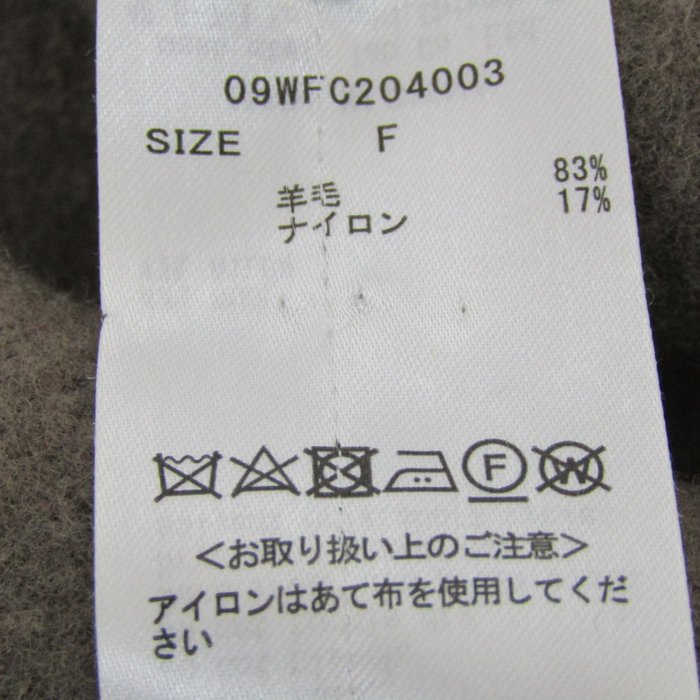 09WFC204003
SIZE F
羊毛 83%
ナイロン 17%
F
W
<お取り扱い上のご注意>
アイロンはあて布を使用してくだ
さい